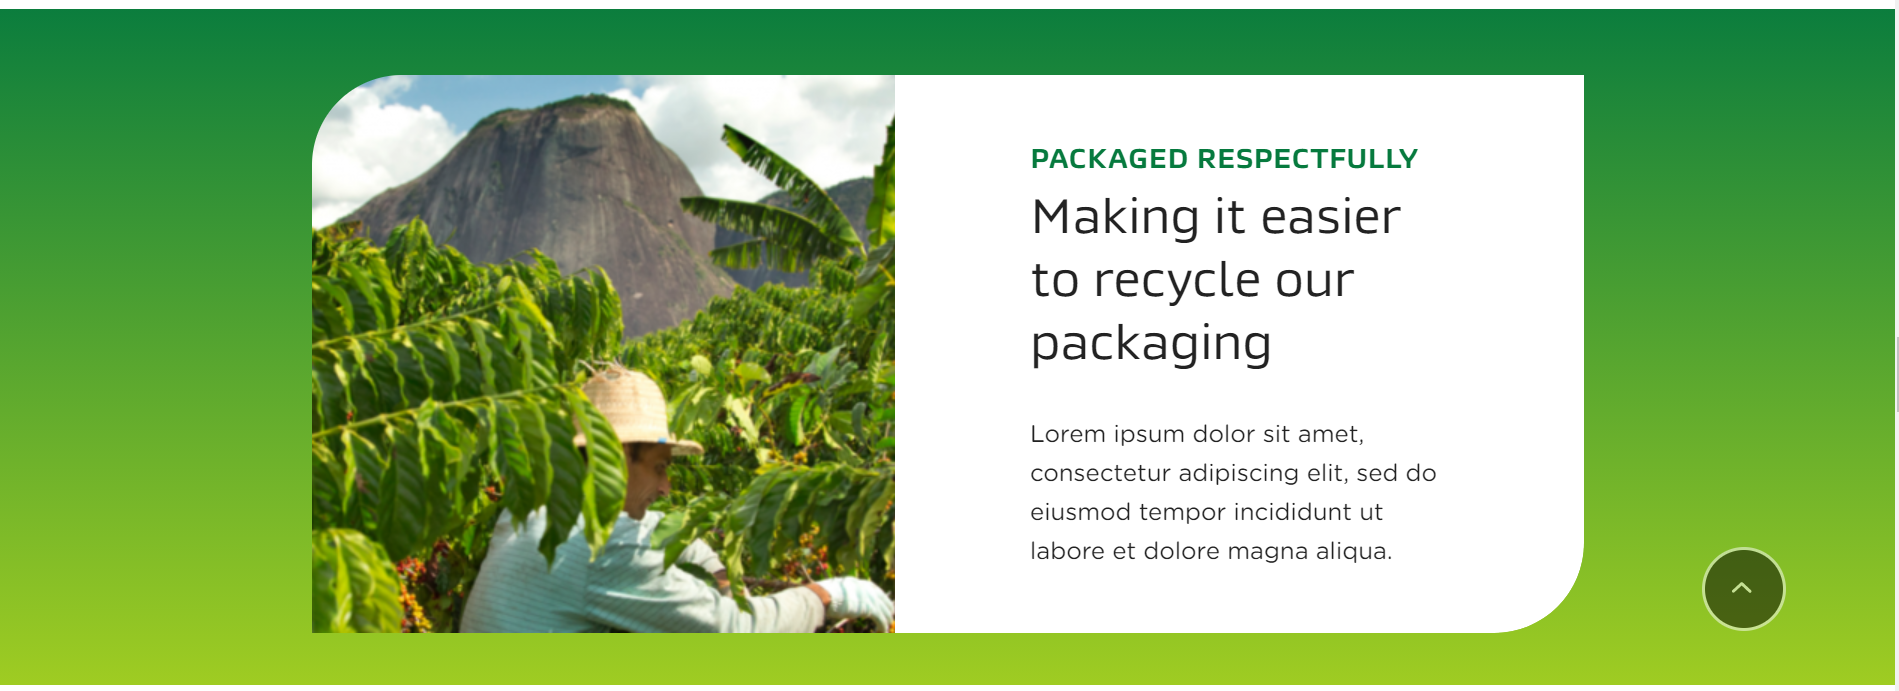 PACKAGED RESPECTFULLY
Making it easier
to recycle our
packaging
Lorem ipsum dolor sit amet,
consectetur adipiscing elit, sed do
eiusmod tempor incididunt ut
labore et dolore magna aliqua.